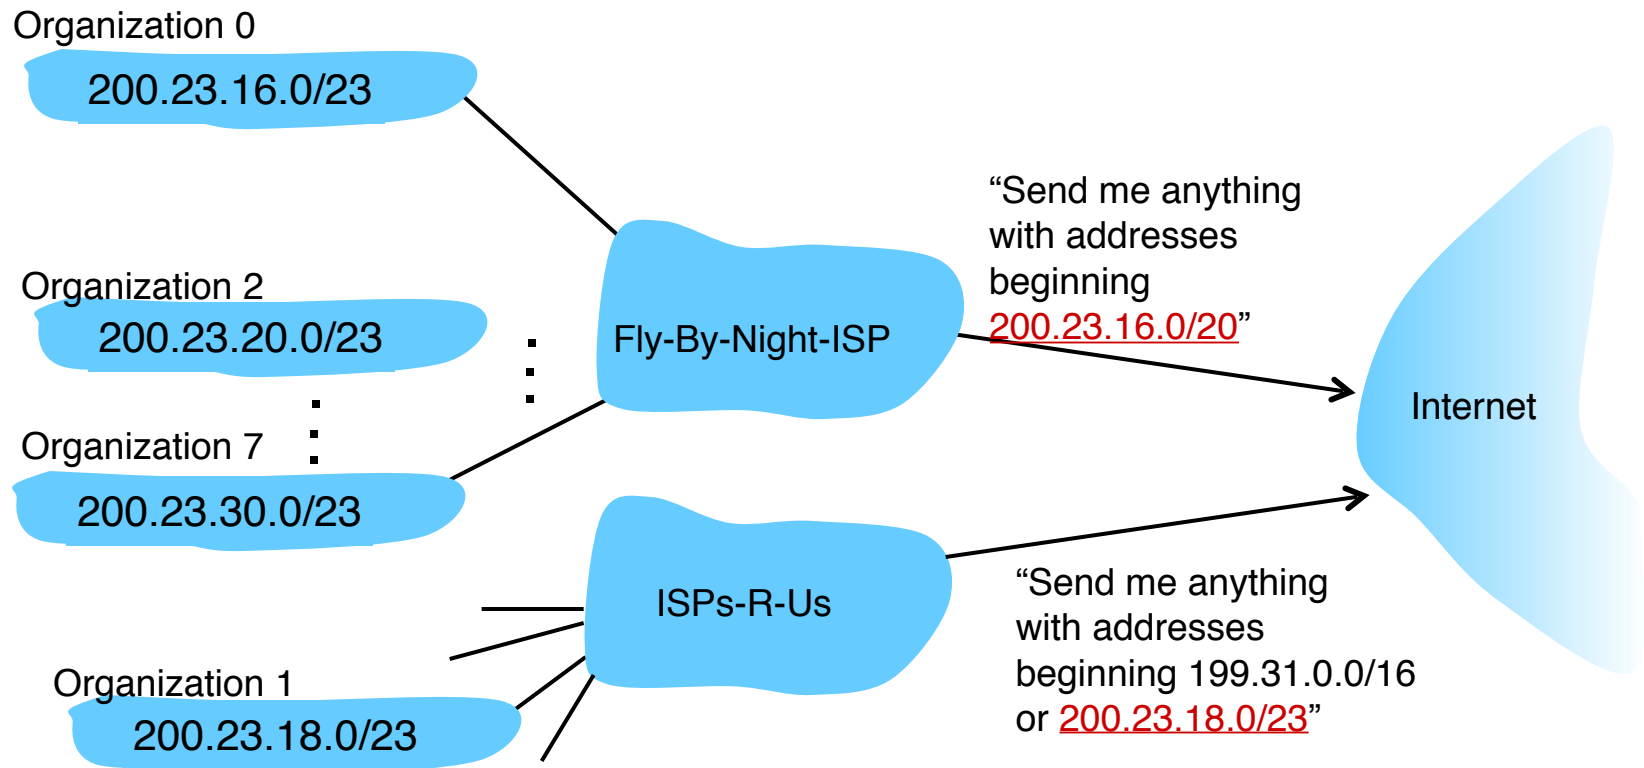 Organization 0
200.23.16.0/23
Organization 2
200.23.20.0/23
Organization 7
200.23.30.0/23
Organization 1
200.23.18.0/23
Fly-By-Night-ISP
ISPs-R-Us
“Send me anything
with addresses
beginning
200.23.16.0/20”
“Send me anything
with addresses
beginning 199.31.0.0/16
or 200.23.18.0/23”
Internet